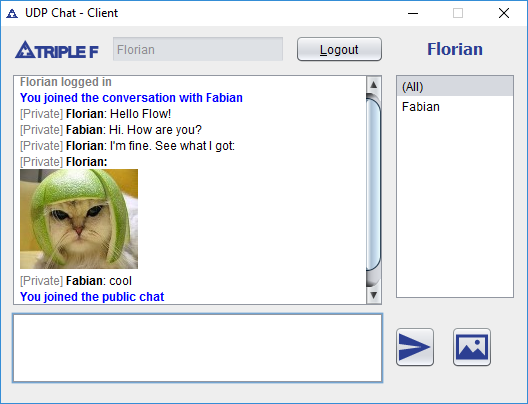 UDP Chat - Client
TRIPLE F
Florian
Logout
Florian
Florian logged in
You joined the conversation with Fabian
[Private] Florian: Hello Flow!
[Private] Fabian: Hi. How are you?
[Private] Florian: I'm fine. See what I got:
[Private] Florian:
[Private] Fabian: cool
You joined the public chat
(All)
Fabian